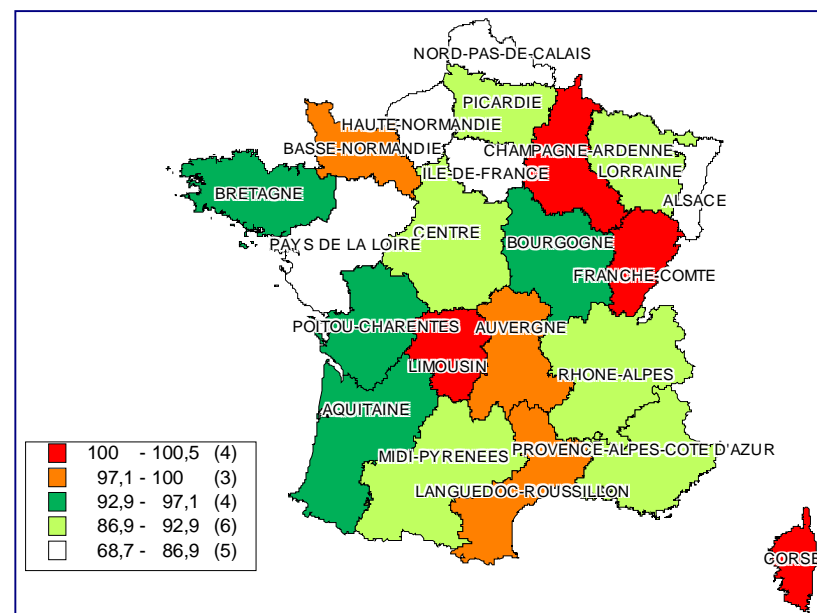 NORD-PAS-DE-CALAIS
PICARDIE
HAUTE-NORMANDIE
BASSE-NORMANDIE
CHAMPAGNE-ARDENNE
ILE-DE-FRANCE
LORRAINE
ALSACE
BRETAGNE
PAYS DE LA LOIRE
CENTRE
BOURGOGNE
FRANCHE-COMTE
POITOU-CHARENTES
AUVERGNE
LIMOUSIN
RHONE-ALPES
AQUITAINE
MIDI-PYRENEES
PROVENCE-ALPES-COTE D'AZUR
LANGUEDOC-ROUSSILLON
CORSE
100 - 100,5 (4)
97,1 - 100 (3)
92,9 - 97,1 (4)
86,9 - 92,9 (6)
68,7 - 86,9 (5)